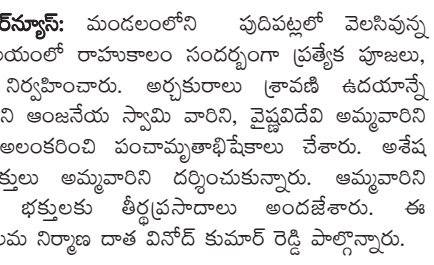 ర్‌న్యూస్: మండలంలోని పుదిపట్లలో వెలసివున్న
లయంలో రాహుకాలం సందర్భంగా ప్రత్యేక పూజలు,
నిర్వహించారు. అర్చకురాలు శ్రావణి ఉదయాన్నే
ని ఆంజనేయ స్వామి వారిని, వైష్ణవిదేవి అమ్మవారిని
అలంకరించి పంచామృతాభిషేకాలు చేశారు. అశేష
క్తులు అమ్మవారిని దర్శించుకున్నారు. ఆమ్మవారిని
భక్తులకు తీర్థప్రసాదాలు అందజేశారు. ఈ
నిర్మాణ దాత వినోద్ కుమార్ రెడ్డి పాల్గొన్నారు.